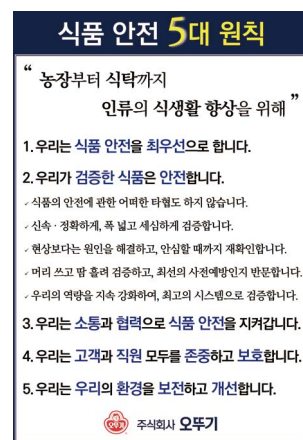 식품 안전 5대 원칙
“ 농장부터 식탁까지
인류의 식생활 향상을 위해 ”
1. 우리는 식품 안전을 최우선으로 합니다.
2. 우리가 검증한 식품은 안전합니다.
✓ 식품의 안전에 관한 어떠한 타협도 하지 않습니다.
✓ 신속 · 정확하게, 폭 넓고 세심하게 검증합니다.
✓ 현상보다는 원인을 해결하고, 안심할 때까지 재확인합니다.
✓ 머리 쓰고 땀 흘려 검증하고, 최선의 사전예방인지 반문합니다.
✓ 우리의 역량을 지속 강화하여, 최고의 시스템으로 검증합니다.
3. 우리는 소통과 협력으로 식품 안전을 지켜갑니다.
4. 우리는 고객과 직원 모두를 존중하고 보호합니다.
5. 우리는 우리의 환경을 보전하고 개선합니다.
오뚜기 주식회사 오뚜기